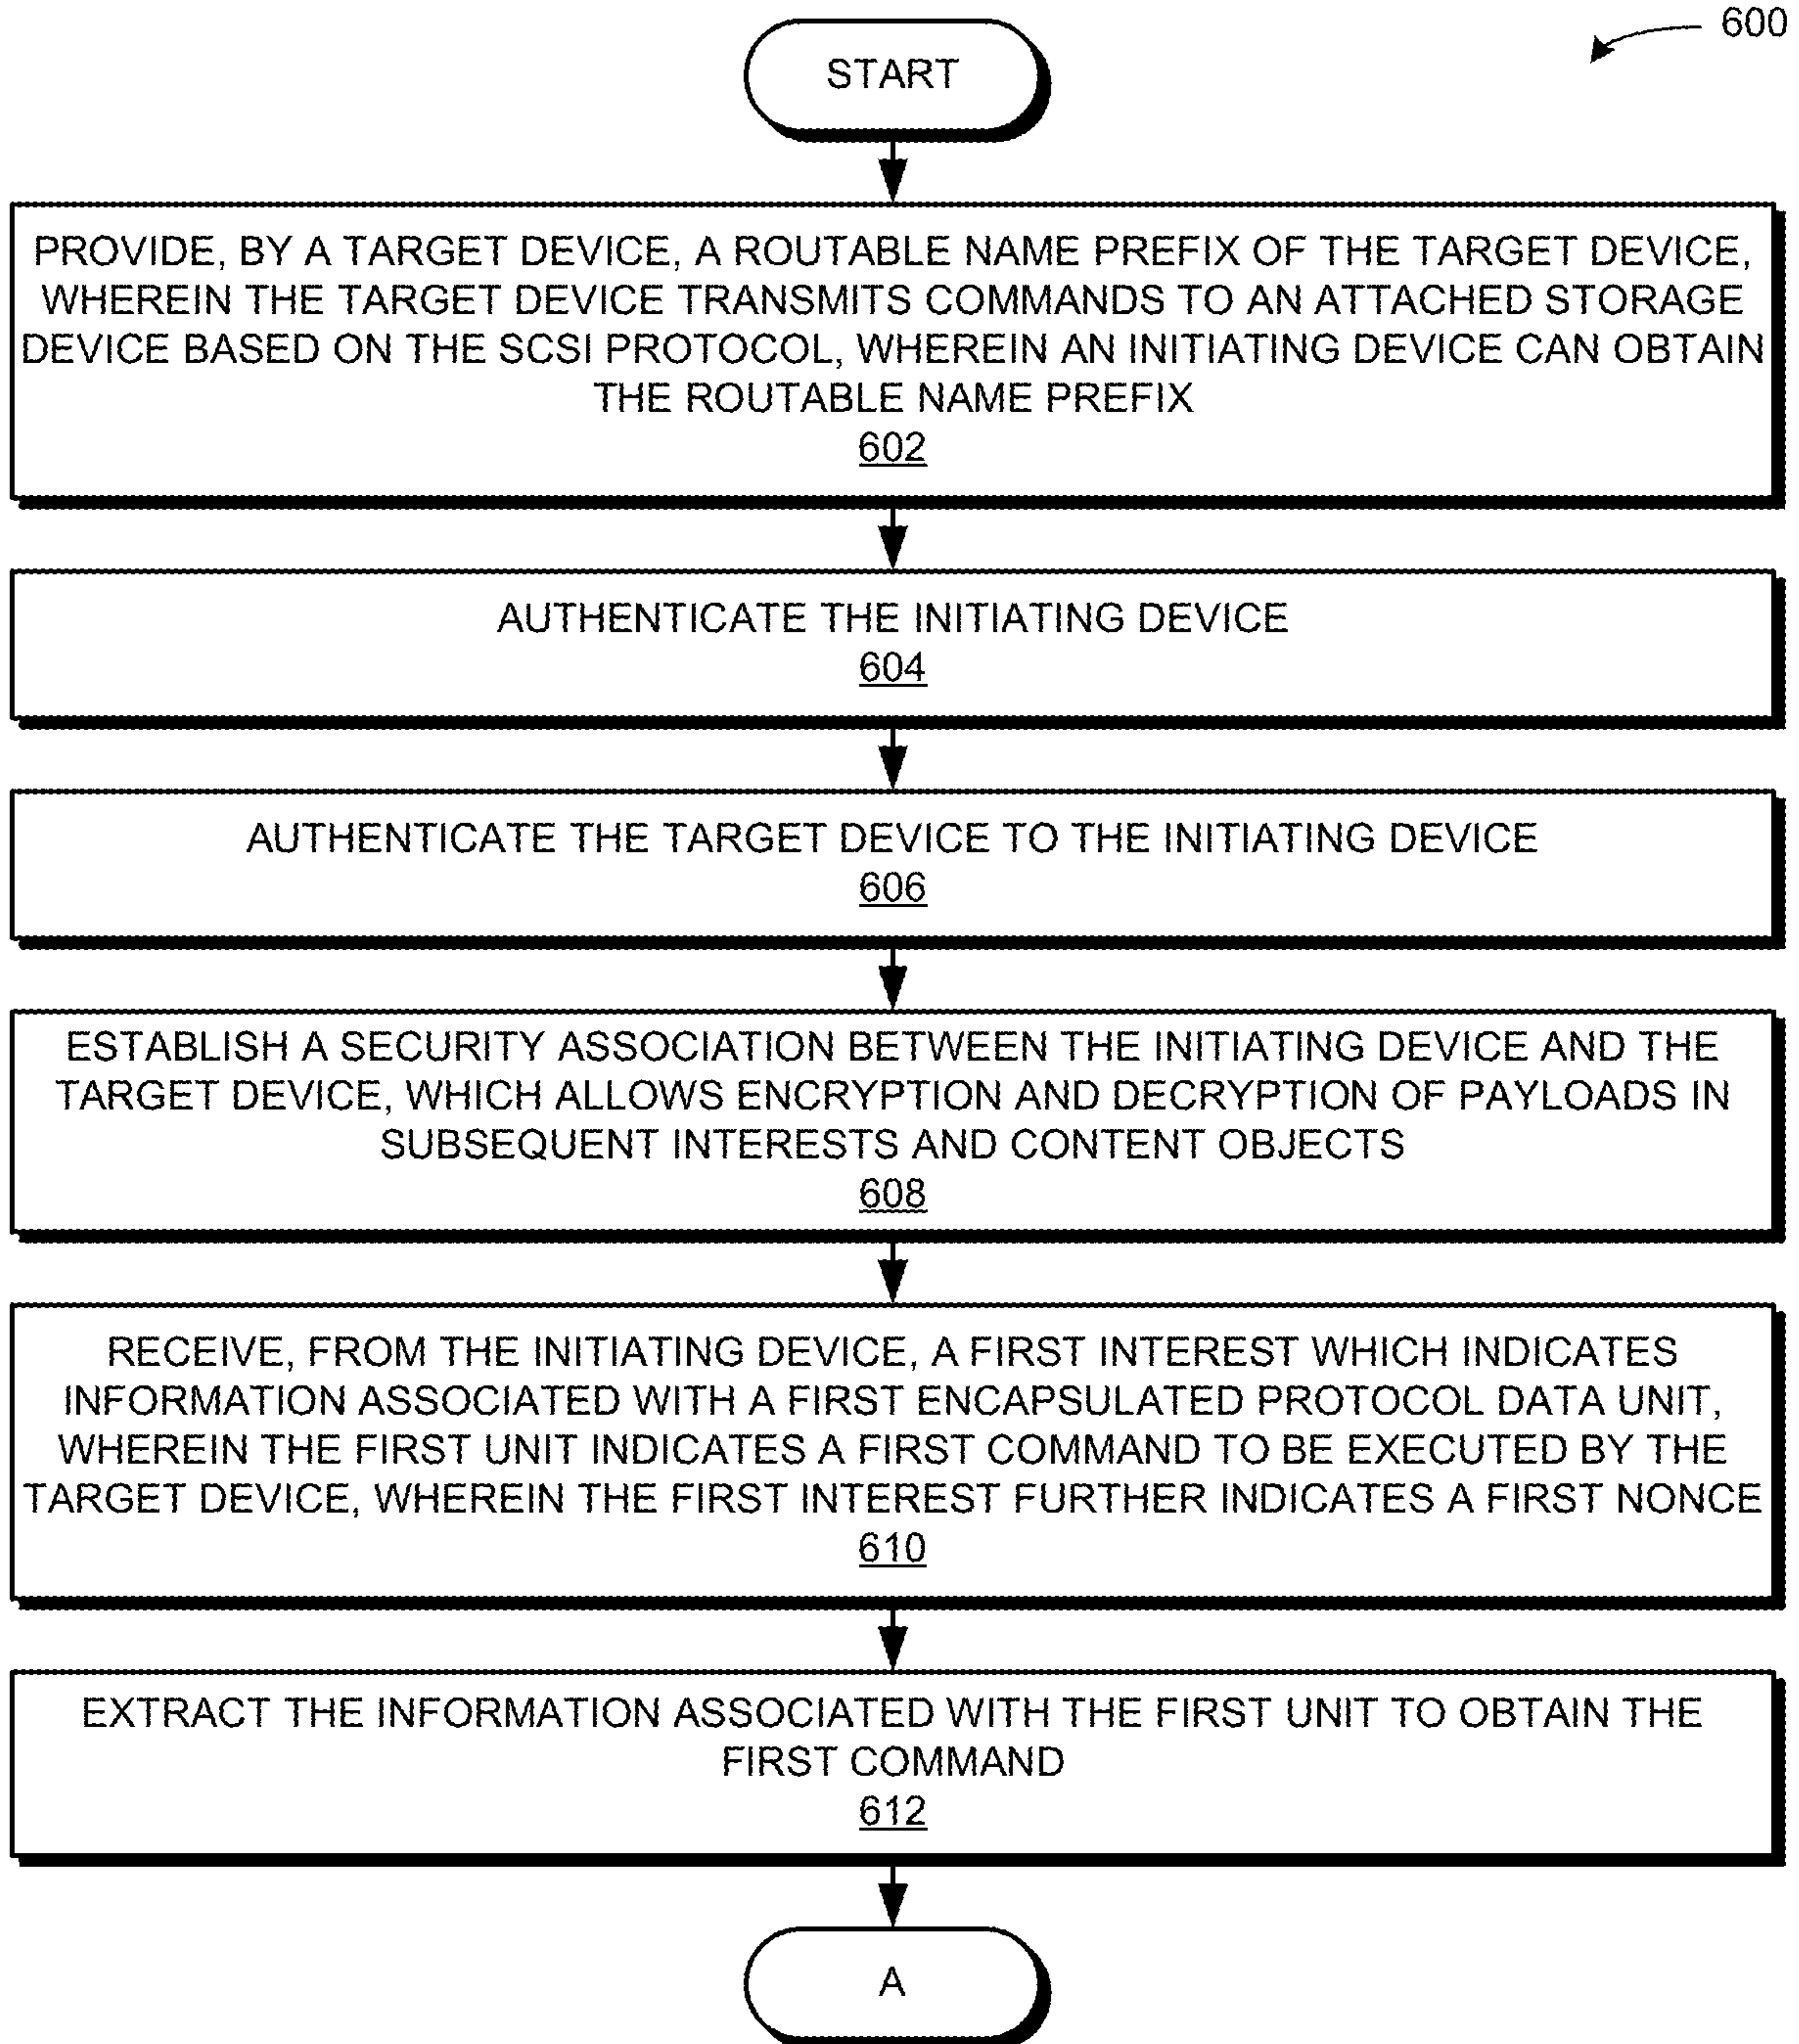 600
START
PROVIDE, BY A TARGET DEVICE, A ROUTABLE NAME PREFIX OF THE TARGET DEVICE,
WHEREIN THE TARGET DEVICE TRANSMITS COMMANDS TO AN ATTACHED STORAGE
DEVICE BASED ON THE SCSI PROTOCOL, WHEREIN AN INITIATING DEVICE CAN OBTAIN
THE ROUTABLE NAME PREFIX
602
AUTHENTICATE THE INITIATING DEVICE
604
AUTHENTICATE THE TARGET DEVICE TO THE INITIATING DEVICE
606
ESTABLISH A SECURITY ASSOCIATION BETWEEN THE INITIATING DEVICE AND THE
TARGET DEVICE, WHICH ALLOWS ENCRYPTION AND DECRYPTION OF PAYLOADS IN
SUBSEQUENT INTERESTS AND CONTENT OBJECTS
608
RECEIVE, FROM THE INITIATING DEVICE, A FIRST INTEREST WHICH INDICATES
INFORMATION ASSOCIATED WITH A FIRST ENCAPSULATED PROTOCOL DATA UNIT,
WHEREIN THE FIRST UNIT INDICATES A FIRST COMMAND TO BE EXECUTED BY THE
TARGET DEVICE, WHEREIN THE FIRST INTEREST FURTHER INDICATES A FIRST NONCE
610
EXTRACT THE INFORMATION ASSOCIATED WITH THE FIRST UNIT TO OBTAIN THE
FIRST COMMAND
612
A